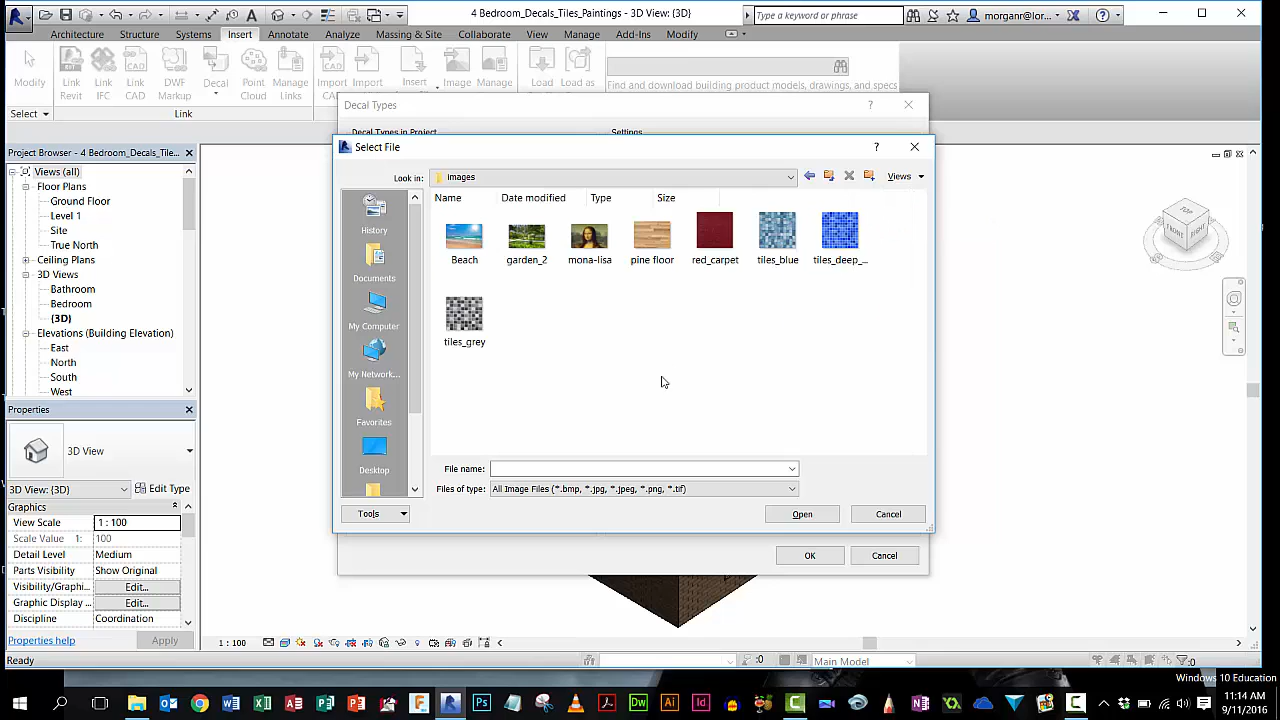 4 Bedroom_Decals_Tiles_Paintings - 3D View: {3D}
Type a keyword or phrase
morganr@ior...
Architecture Structure Systems Insert Annotate Analyze Massing & Site Collaborate View Manage Add-Ins Modify
Modify
Link Revit
Link IFC
Link CAD
DWF Markup
Decal
Point Cloud
Manage Links
Import
Import
Insert
Image
Manage
Load
Load as
Find and download building product models, drawings, and specs
Select
Link
Decal Types
Decal Types in Project
Settings
Project Browser - 4 Bedroom_Decals_Tile...
Views (all)
Floor Plans
Ground Floor
Level 1
Site
True North
Ceiling Plans
3D Views
Bathroom
Bedroom
{3D}
Elevations (Building Elevation)
East
North
South
West
Select File
Look in:
Images
Views
Name Date modified Type Size
History
Documents
My Computer
My Network...
Favorites
Desktop
Beach
garden_2
mona-lisa
pine floor
red_carpet
tiles_blue
tiles_deep_...
tiles_grey
File name:
Files of type: All Image Files (*.bmp, *.jpg, *.jpeg, *.png, *.tif)
Tools
Open
Cancel
OK
Cancel
TOP
FRONT
RIGHT
Properties
3D View
3D View: {3D}
Edit Type
Graphics
View Scale 1 : 100
Scale Value 1: 100
Detail Level Medium
Parts Visibility Show Original
Visibility/Graphi... Edit...
Graphic Display ... Edit...
Discipline Coordination
Properties help
Apply
1 : 100
Ready
:0
Main Model
:0
Windows 10 Education
11:14 AM
9/11/2016